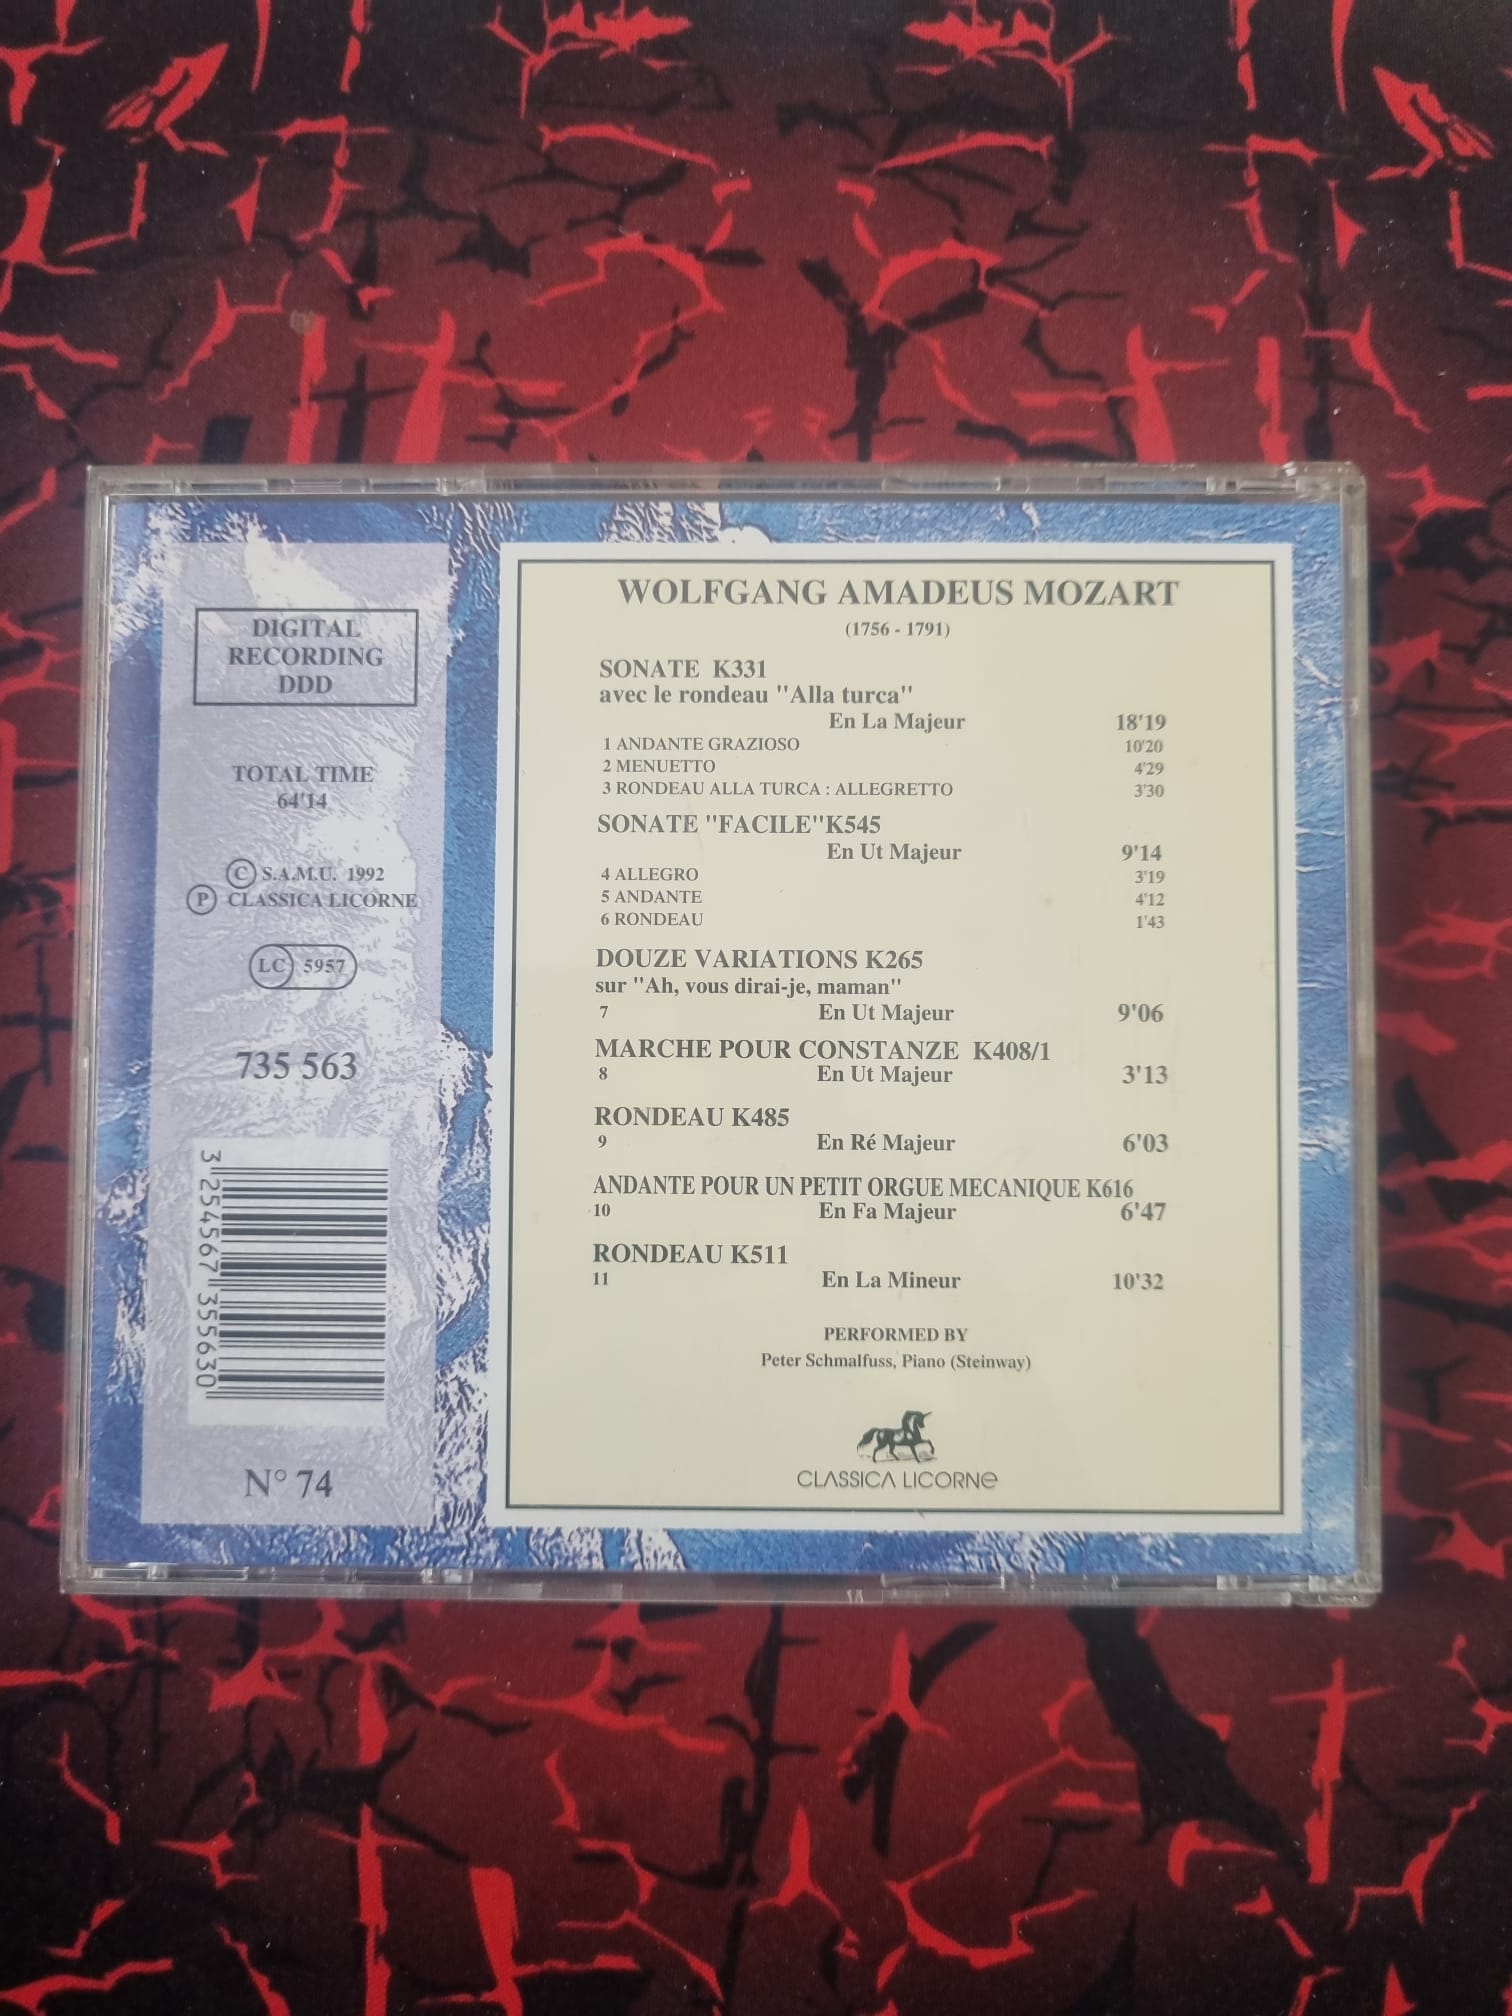 DIGITAL
RECORDING
DDD
TOTAL TIME
64'14
© S.A.M.U. 1992
℗ CLASSICA LICORNE
LC 5957
735 563
3 254567 355630
N° 74
WOLFGANG AMADEUS MOZART
(1756 - 1791)
SONATE K331
avec le rondeau "Alla turca"
En La Majeur 18'19
1 ANDANTE GRAZIOSO 10'20
2 MENUETTO 4'29
3 RONDEAU ALLA TURCA : ALLEGRETTO 3'30
SONATE "FACILE"K545
En Ut Majeur 9'14
4 ALLEGRO 3'19
5 ANDANTE 4'12
6 RONDEAU 1'43
DOUZE VARIATIONS K265
sur "Ah, vous dirai-je, maman"
7 En Ut Majeur 9'06
MARCHE POUR CONSTANZE K408/1
8 En Ut Majeur 3'13
RONDEAU K485
9 En Ré Majeur 6'03
ANDANTE POUR UN PETIT ORGUE MECANIQUE K616
10 En Fa Majeur 6'47
RONDEAU K511
11 En La Mineur 10'32
PERFORMED BY
Peter Schmalfuss, Piano (Steinway)
CLASSICA LICORNE